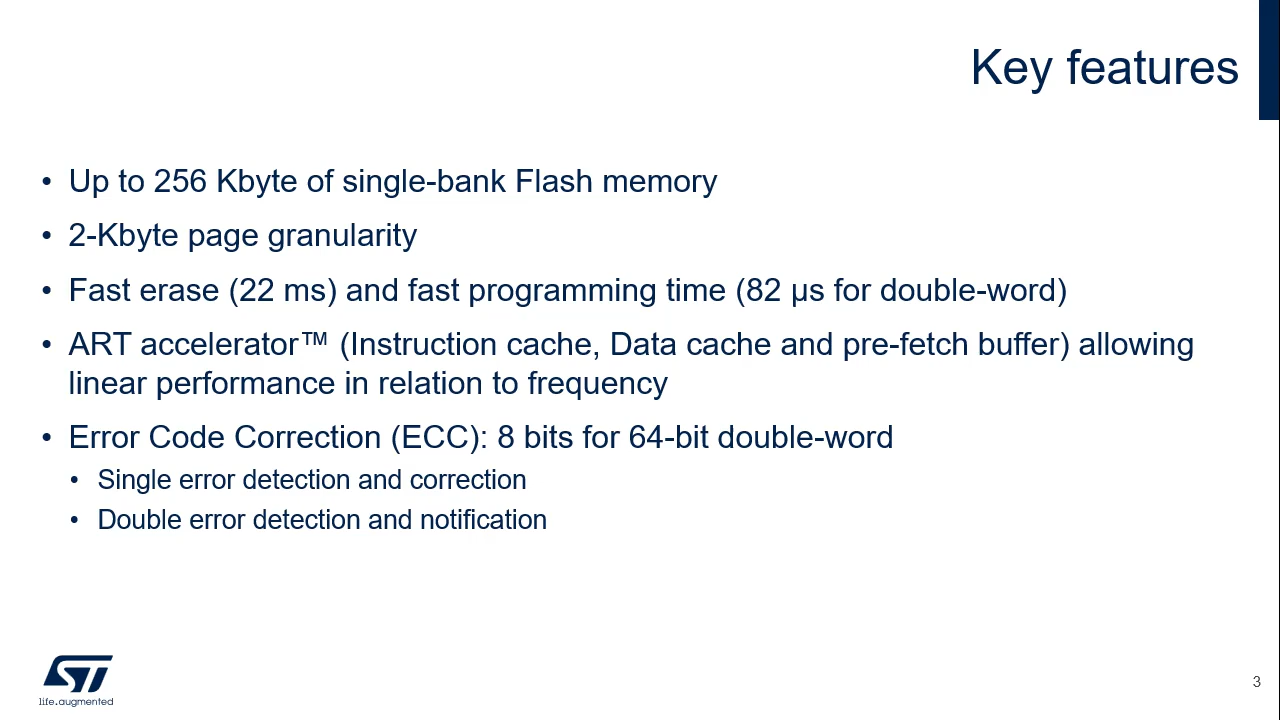 Key features
• Up to 256 Kbyte of single-bank Flash memory
• 2-Kbyte page granularity
• Fast erase (22 ms) and fast programming time (82 µs for double-word)
• ART accelerator™ (Instruction cache, Data cache and pre-fetch buffer) allowing
linear performance in relation to frequency
• Error Code Correction (ECC): 8 bits for 64-bit double-word
• Single error detection and correction
• Double error detection and notification
ST
life.augmented
3